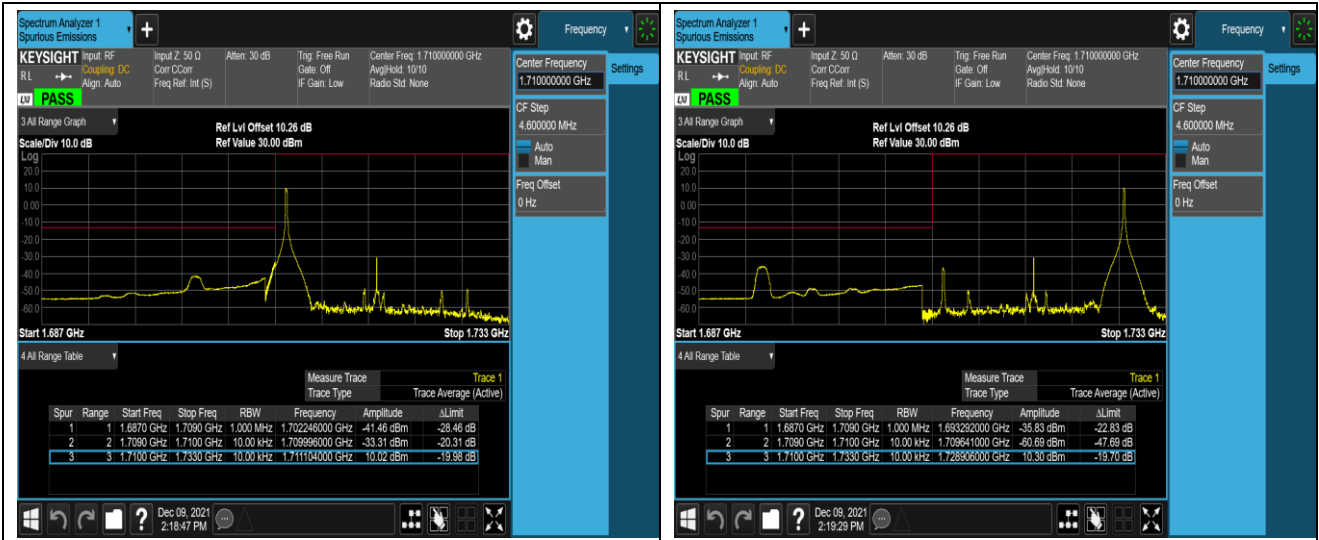 Spectrum Analyzer 1
Spurious Emissions
+
Frequency
KEYSIGHT Input: RF Input Z: 50 Ω Atten: 30 dB Trig: Free Run Center Freq: 1.710000000 GHz
Coupling: DC Corr CCorr Gate: Off Avg|Hold: 10/10
RL Align: Auto Freq Ref: Int (S) IF Gain: Low Radio Std: None
LXI PASS
Center Frequency
1.710000000 GHz
Settings
CF Step
4.600000 MHz
Auto
Man
Freq Offset
0 Hz
3 All Range Graph
Ref Lvl Offset 10.26 dB
Scale/Div 10.0 dB Ref Value 30.00 dBm
Log
20.0
10.0
0.00
-10.0
-20.0
-30.0
-40.0
-50.0
-60.0
Start 1.687 GHz Stop 1.733 GHz
4 All Range Table
Measure Trace Trace 1
Trace Type Trace Average (Active)
Spur Range Start Freq Stop Freq RBW Frequency Amplitude ΔLimit
1 1 1.6870 GHz 1.7090 GHz 1.000 MHz 1.702246000 GHz -41.46 dBm -28.46 dB
2 2 1.7090 GHz 1.7100 GHz 10.00 kHz 1.709996000 GHz -33.31 dBm -20.31 dB
3 3 1.7100 GHz 1.7330 GHz 10.00 kHz 1.711104000 GHz 10.02 dBm -19.98 dB
?
Dec 09, 2021
2:18:47 PM
Spectrum Analyzer 1
Spurious Emissions
+
Frequency
KEYSIGHT Input: RF Input Z: 50 Ω Atten: 30 dB Trig: Free Run Center Freq: 1.710000000 GHz
Coupling: DC Corr CCorr Gate: Off Avg|Hold: 10/10
RL Align: Auto Freq Ref: Int (S) IF Gain: Low Radio Std: None
LXI PASS
Center Frequency
1.710000000 GHz
Settings
CF Step
4.600000 MHz
Auto
Man
Freq Offset
0 Hz
3 All Range Graph
Ref Lvl Offset 10.26 dB
Scale/Div 10.0 dB Ref Value 30.00 dBm
Log
20.0
10.0
0.00
-10.0
-20.0
-30.0
-40.0
-50.0
-60.0
Start 1.687 GHz Stop 1.733 GHz
4 All Range Table
Measure Trace Trace 1
Trace Type Trace Average (Active)
Spur Range Start Freq Stop Freq RBW Frequency Amplitude ΔLimit
1 1 1.6870 GHz 1.7090 GHz 1.000 MHz 1.693292000 GHz -35.83 dBm -22.83 dB
2 2 1.7090 GHz 1.7100 GHz 10.00 kHz 1.709641000 GHz -60.69 dBm -47.69 dB
3 3 1.7100 GHz 1.7330 GHz 10.00 kHz 1.728906000 GHz 10.30 dBm -19.70 dB
?
Dec 09, 2021
2:19:29 PM